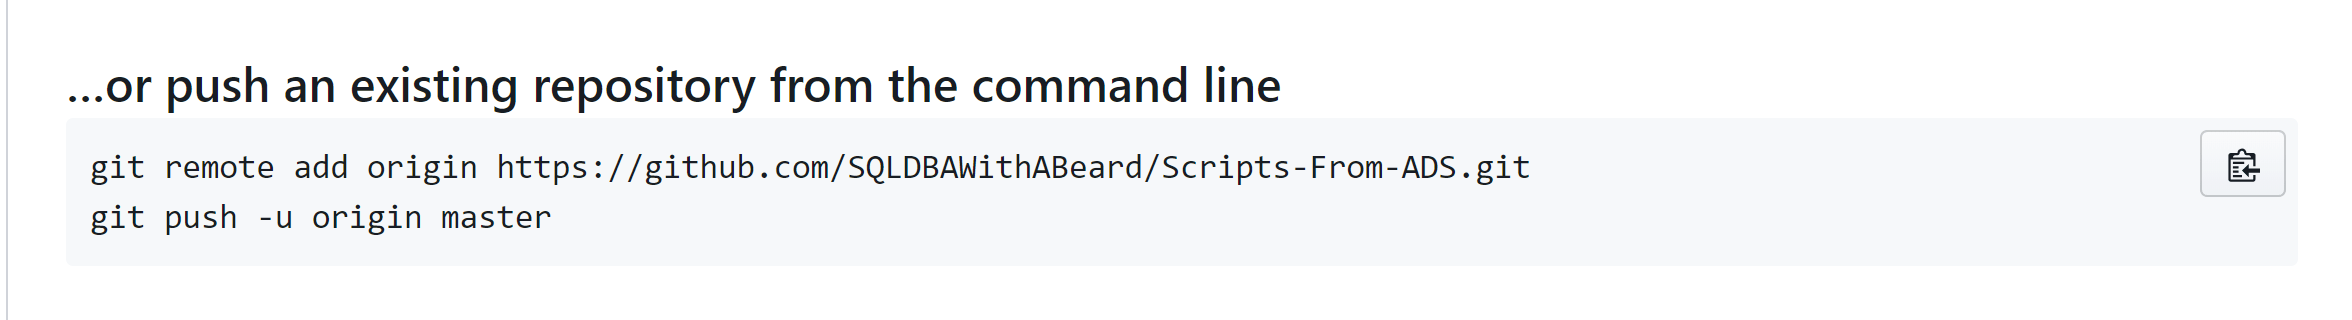 ...or push an existing repository from the command line
git remote add origin https://github.com/SQLDBAWithABeard/Scripts-From-ADS.git
git push -u origin master